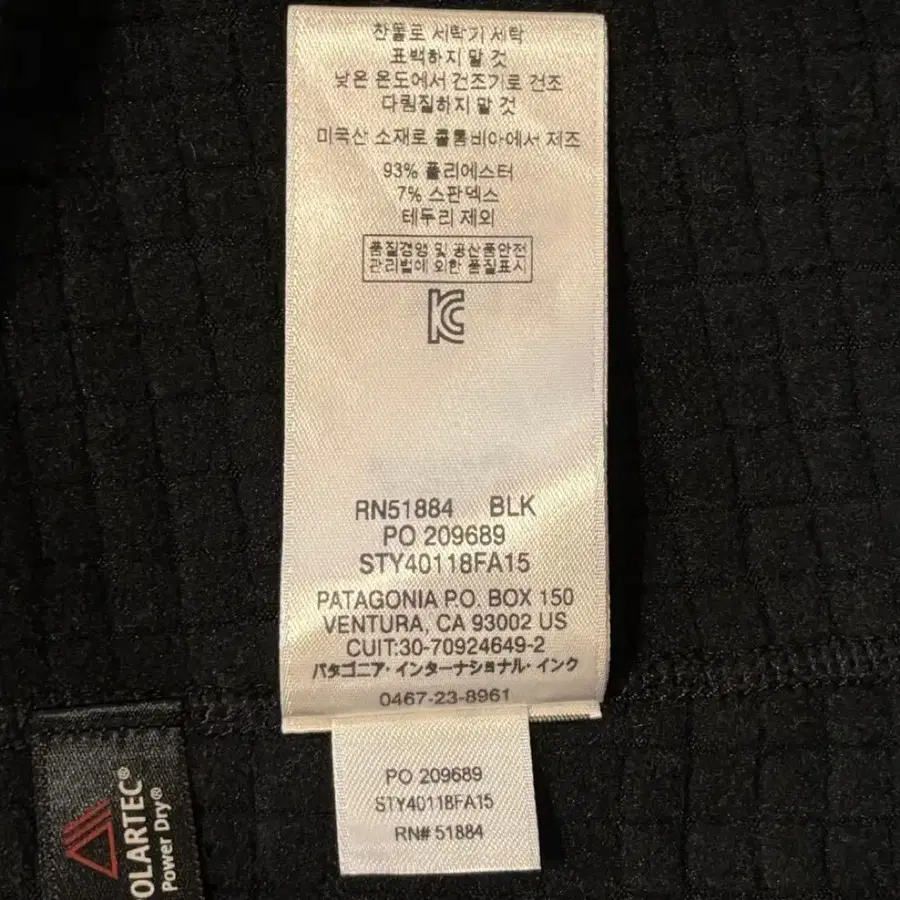 찬물로 세탁기 세탁
표백하지 말 것
낮은 온도에서 건조기로 건조
다림질하지 말 것
미국산 소재로 콜롬비아에서 제조
93% 폴리에스터
7% 스판덱스
테두리 제외
품질경영 및 공산품안전
관리법에 의한 품질표시
KC
RN51884 BLK
PO 209689
STY40118FA15
PATAGONIA P.O. BOX 150
VENTURA, CA 93002 US
CUIT:30-70924649-2
パタゴニア・インターナショナル・インク
0467-23-8961
PO 209689
STY40118FA15
RN# 51884
OLARTEC®
Power Dry®